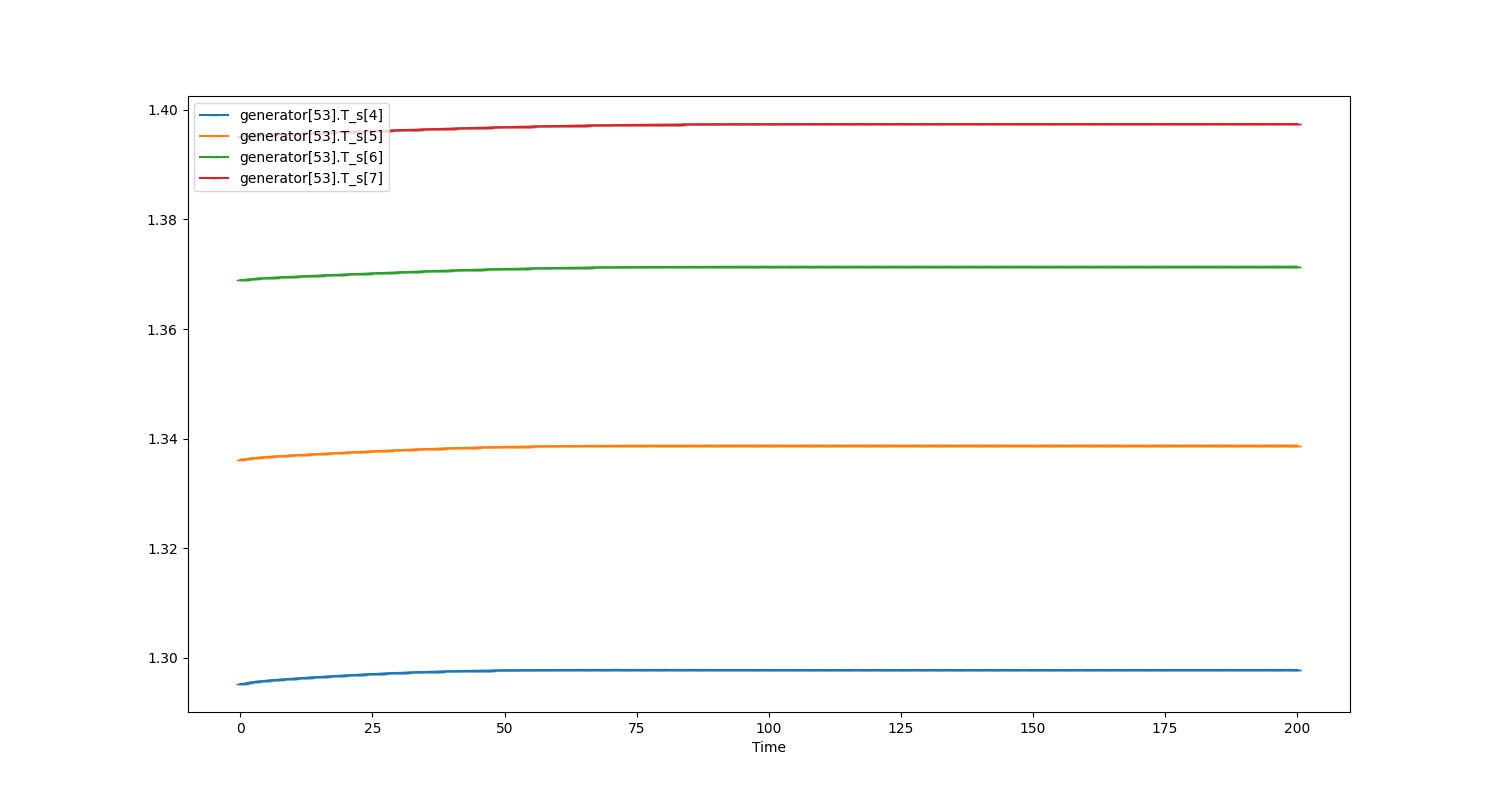 1.40
1.38
1.36
1.34
1.32
1.30
generator[53].T_s[4]
generator[53].T_s[5]
generator[53].T_s[6]
generator[53].T_s[7]
0 25 50 75 100 125 150 175 200
Time